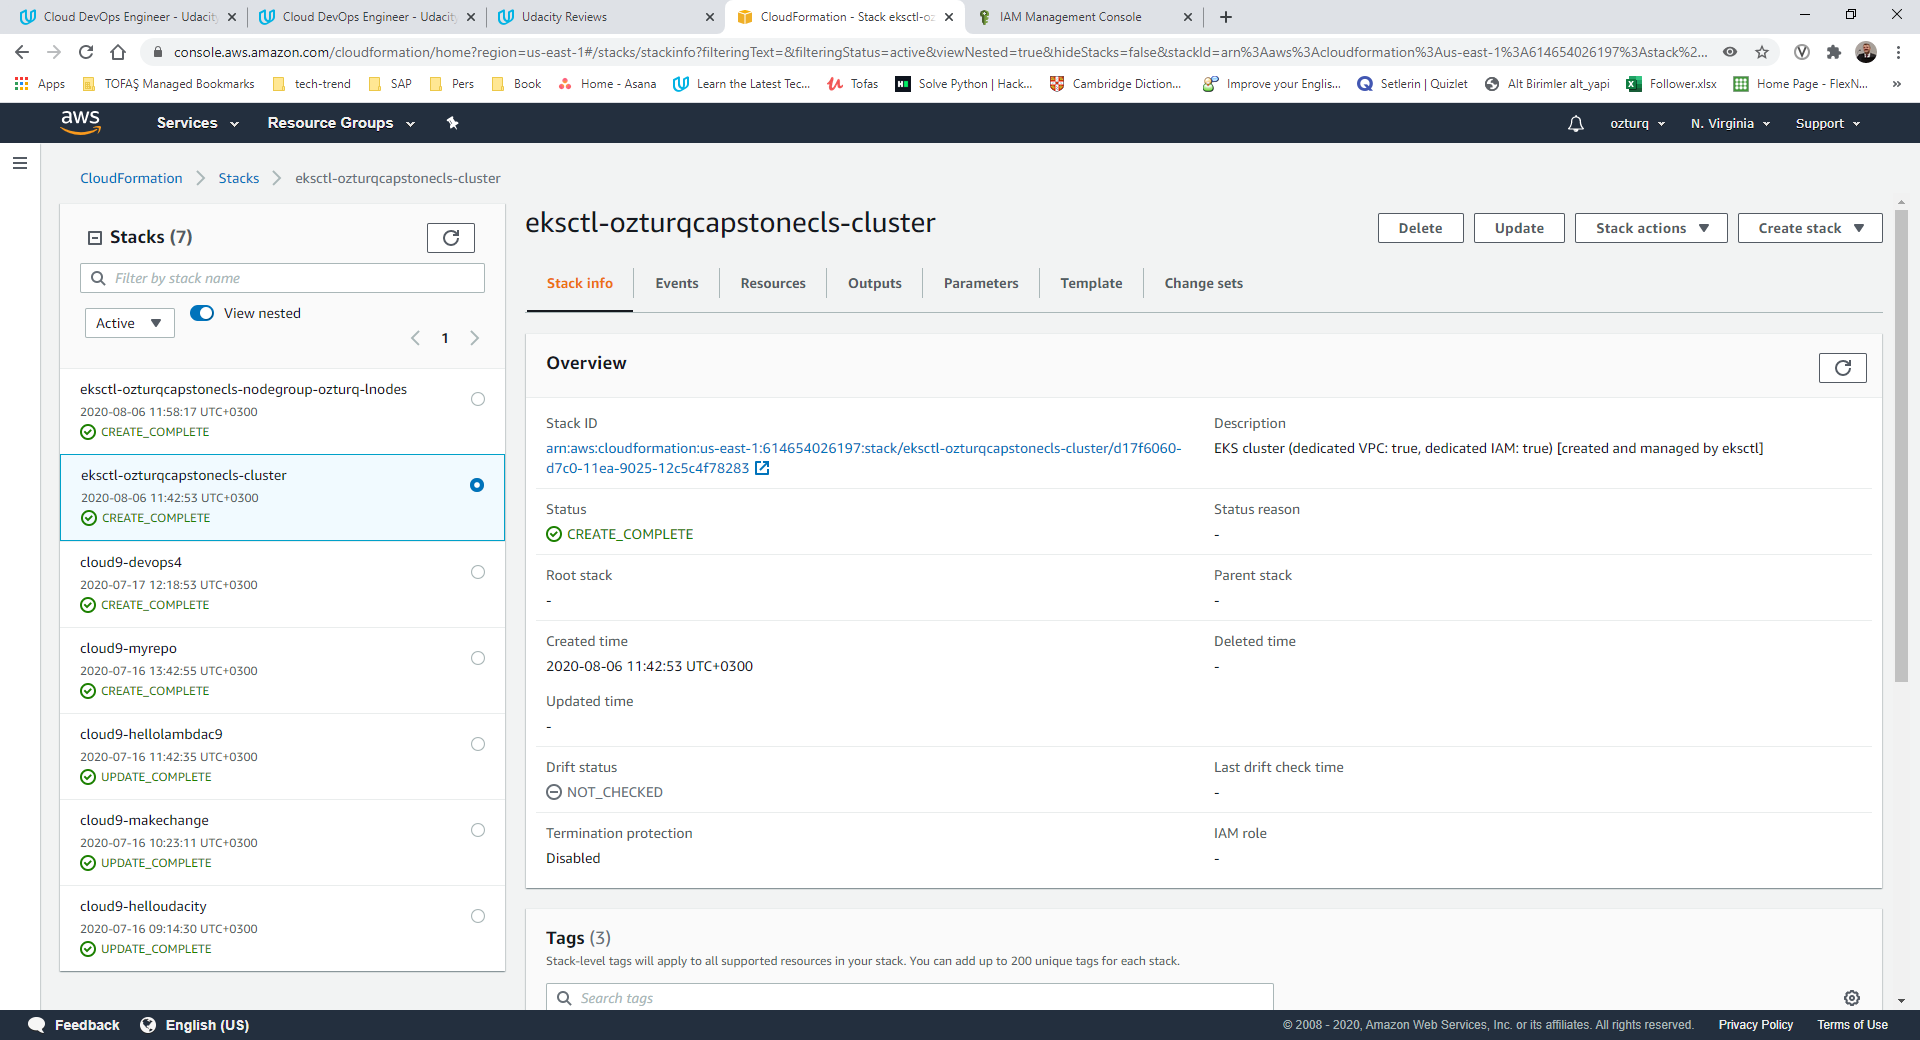 Cloud DevOps Engineer - Udacity
Cloud DevOps Engineer - Udacity
Udacity Reviews
CloudFormation - Stack eksctl-oz
IAM Management Console
console.aws.amazon.com/cloudformation/home?region=us-east-1#/stacks/stackinfo?filteringText=&filteringStatus=active&viewNested=true&hideStacks=false&stackId=arn%3Aaws%3Acloudformation%3Aus-east-1%3A614654026197%3Astack%2...
Apps
TOFAŞ Managed Bookmarks
tech-trend
SAP
Pers
Book
Home - Asana
Learn the Latest Tec...
Tofas
Solve Python | Hack...
Cambridge DictION...
Improve your Englis...
Setlerin | Quizlet
Alt Birimler alt_yapi
Follower.xlsx
Home Page - FlexN...
»
aws
Services
Resource Groups
ozturq
N. Virginia
Support
CloudFormation
Stacks
eksctl-ozturqcapstonecls-cluster
Stacks (7)
Filter by stack name
Active
View nested
1
eksctl-ozturqcapstonecls-nodegroup-ozturq-lnodes
2020-08-06 11:58:17 UTC+0300
CREATE_COMPLETE
eksctl-ozturqcapstonecls-cluster
2020-08-06 11:42:53 UTC+0300
CREATE_COMPLETE
cloud9-devops4
2020-07-17 12:18:53 UTC+0300
CREATE_COMPLETE
cloud9-myrepo
2020-07-16 13:42:55 UTC+0300
CREATE_COMPLETE
cloud9-hellolambdac9
2020-07-16 11:42:35 UTC+0300
UPDATE_COMPLETE
cloud9-makechange
2020-07-16 10:23:11 UTC+0300
UPDATE_COMPLETE
cloud9-helloudacity
2020-07-16 09:14:30 UTC+0300
UPDATE_COMPLETE
eksctl-ozturqcapstonecls-cluster
Delete
Update
Stack actions
Create stack
Stack info
Events
Resources
Outputs
Parameters
Template
Change sets
Overview
Stack ID
arn:aws:cloudformation:us-east-1:614654026197:stack/eksctl-ozturqcapstonecls-cluster/d17f6060-
d7c0-11ea-9025-12c5c4f78283
Description
EKS cluster (dedicated VPC: true, dedicated IAM: true) [created and managed by eksctl]
Status
CREATE_COMPLETE
Status reason
-
Root stack
-
Parent stack
-
Created time
2020-08-06 11:42:53 UTC+0300
Deleted time
-
Updated time
-
Drift status
NOT_CHECKED
Last drift check time
-
Termination protection
Disabled
IAM role
-
Tags (3)
Stack-level tags will apply to all supported resources in your stack. You can add up to 200 unique tags for each stack.
Search tags
Feedback
English (US)
© 2008 - 2020, Amazon Web Services, Inc. or its affiliates. All rights reserved.
Privacy Policy
Terms of Use